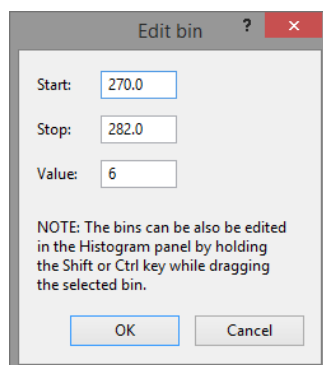 Edit bin ? ×
Start: 270.0
Stop: 282.0
Value: 6
NOTE: The bins can be also be edited
in the Histogram panel by holding
the Shift or Ctrl key while dragging
the selected bin.
OK Cancel